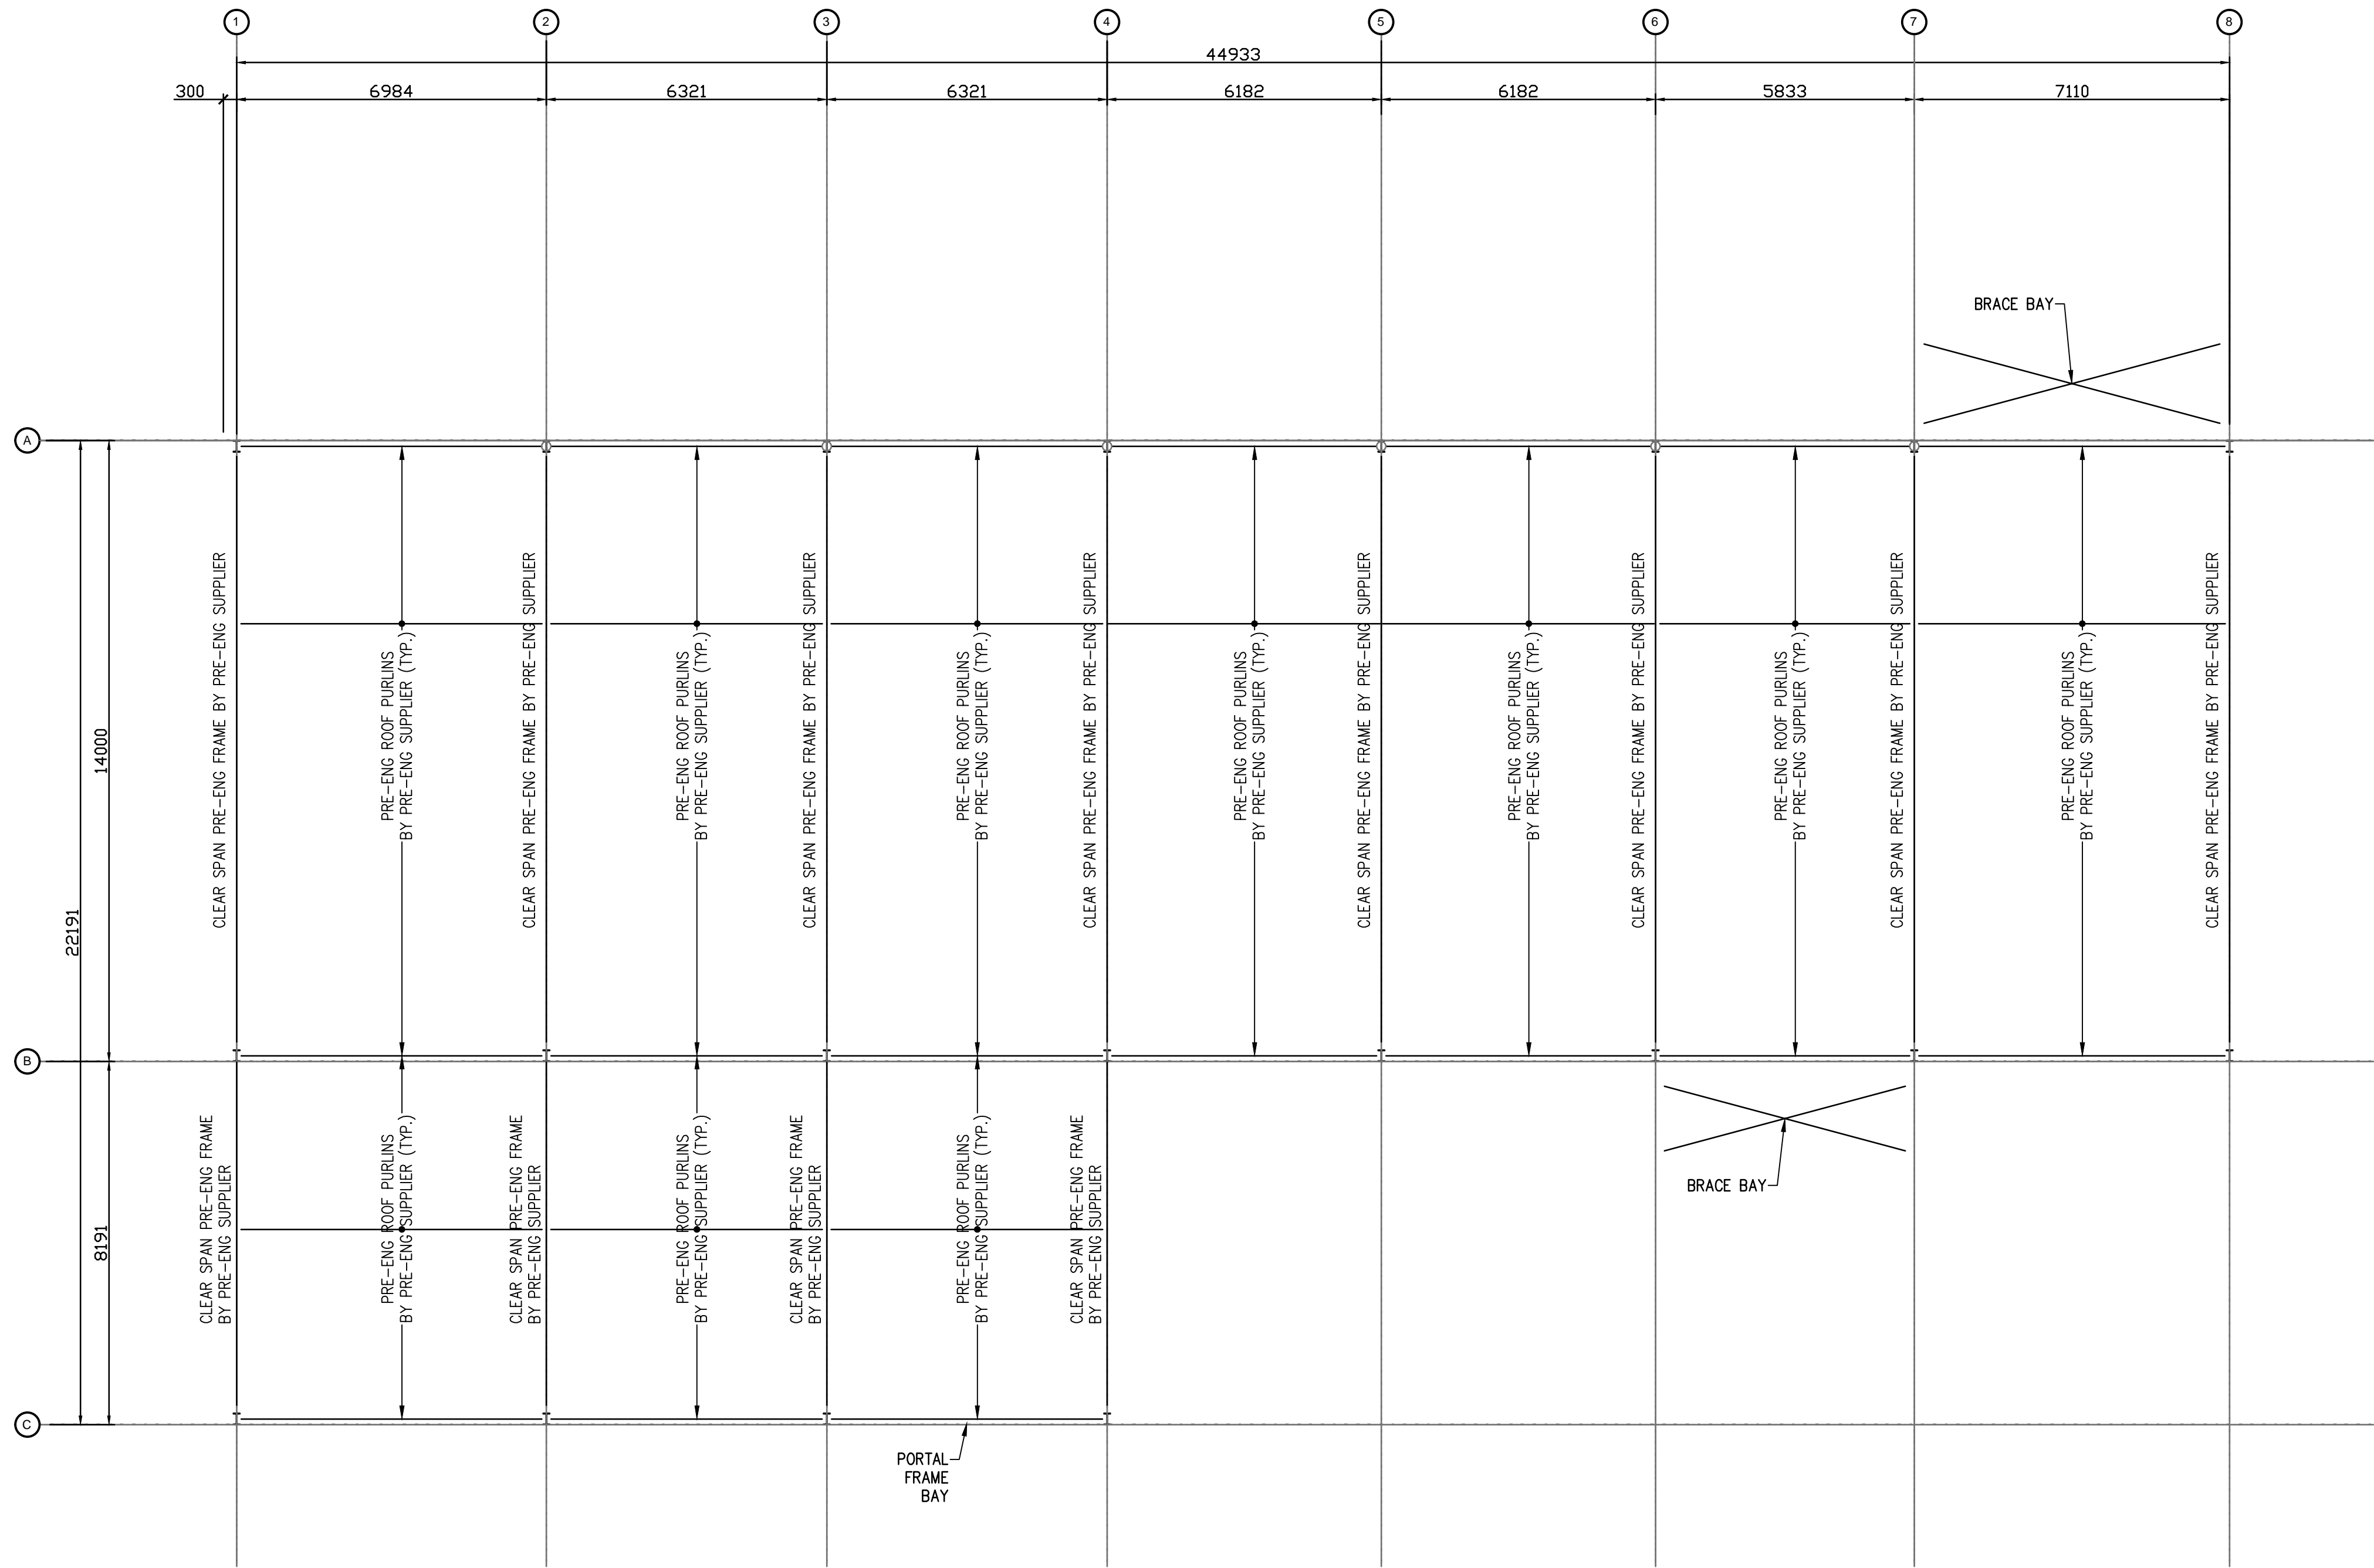 1
2
3
4
5
6
7
8
44933
300
6984
6321
6321
6182
6182
5833
7110
BRACE BAY
A
CLEAR SPAN PRE-ENG FRAME BY PRE-ENG SUPPLIER
PRE-ENG ROOF PURLINS
BY PRE-ENG SUPPLIER (TYP.)
CLEAR SPAN PRE-ENG FRAME BY PRE-ENG SUPPLIER
PRE-ENG ROOF PURLINS
BY PRE-ENG SUPPLIER (TYP.)
CLEAR SPAN PRE-ENG FRAME BY PRE-ENG SUPPLIER
PRE-ENG ROOF PURLINS
BY PRE-ENG SUPPLIER (TYP.)
CLEAR SPAN PRE-ENG FRAME BY PRE-ENG SUPPLIER
PRE-ENG ROOF PURLINS
BY PRE-ENG SUPPLIER (TYP.)
CLEAR SPAN PRE-ENG FRAME BY PRE-ENG SUPPLIER
PRE-ENG ROOF PURLINS
BY PRE-ENG SUPPLIER (TYP.)
CLEAR SPAN PRE-ENG FRAME BY PRE-ENG SUPPLIER
PRE-ENG ROOF PURLINS
BY PRE-ENG SUPPLIER (TYP.)
CLEAR SPAN PRE-ENG FRAME BY PRE-ENG SUPPLIER
PRE-ENG ROOF PURLINS
BY PRE-ENG SUPPLIER (TYP.)
CLEAR SPAN PRE-ENG FRAME BY PRE-ENG SUPPLIER
14000
22191
B
8191
CLEAR SPAN PRE-ENG FRAME
BY PRE-ENG SUPPLIER
PRE-ENG ROOF PURLINS
BY PRE-ENG SUPPLIER (TYP.)
CLEAR SPAN PRE-ENG FRAME
BY PRE-ENG SUPPLIER
PRE-ENG ROOF PURLINS
BY PRE-ENG SUPPLIER (TYP.)
CLEAR SPAN PRE-ENG FRAME
BY PRE-ENG SUPPLIER
PRE-ENG ROOF PURLINS
BY PRE-ENG SUPPLIER (TYP.)
CLEAR SPAN PRE-ENG FRAME
BY PRE-ENG SUPPLIER
BRACE BAY
C
PORTAL
FRAME
BAY